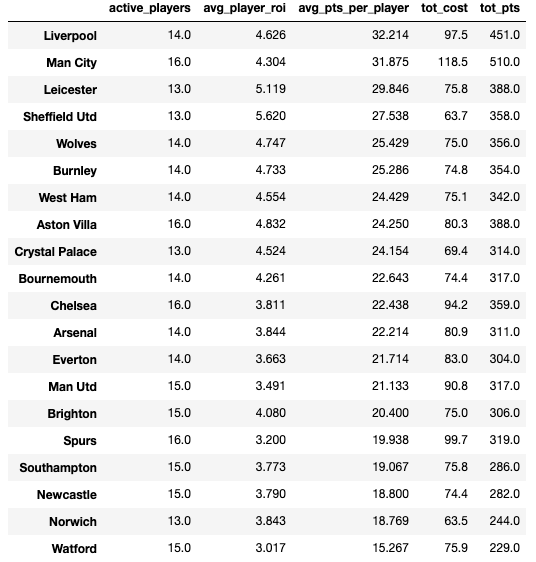 active_players avg_player_roi avg_pts_per_player tot_cost tot_pts
Liverpool 14.0 4.626 32.214 97.5 451.0
Man City 16.0 4.304 31.875 118.5 510.0
Leicester 13.0 5.119 29.846 75.8 388.0
Sheffield Utd 13.0 5.620 27.538 63.7 358.0
Wolves 14.0 4.747 25.429 75.0 356.0
Burnley 14.0 4.733 25.286 74.8 354.0
West Ham 14.0 4.554 24.429 75.1 342.0
Aston Villa 16.0 4.832 24.250 80.3 388.0
Crystal Palace 13.0 4.524 24.154 69.4 314.0
Bournemouth 14.0 4.261 22.643 74.4 317.0
Chelsea 16.0 3.811 22.438 94.2 359.0
Arsenal 14.0 3.844 22.214 80.9 311.0
Everton 14.0 3.663 21.714 83.0 304.0
Man Utd 15.0 3.491 21.133 90.8 317.0
Brighton 15.0 4.080 20.400 75.0 306.0
Spurs 16.0 3.200 19.938 99.7 319.0
Southampton 15.0 3.773 19.067 75.8 286.0
Newcastle 15.0 3.790 18.800 74.4 282.0
Norwich 13.0 3.843 18.769 63.5 244.0
Watford 15.0 3.017 15.267 75.9 229.0